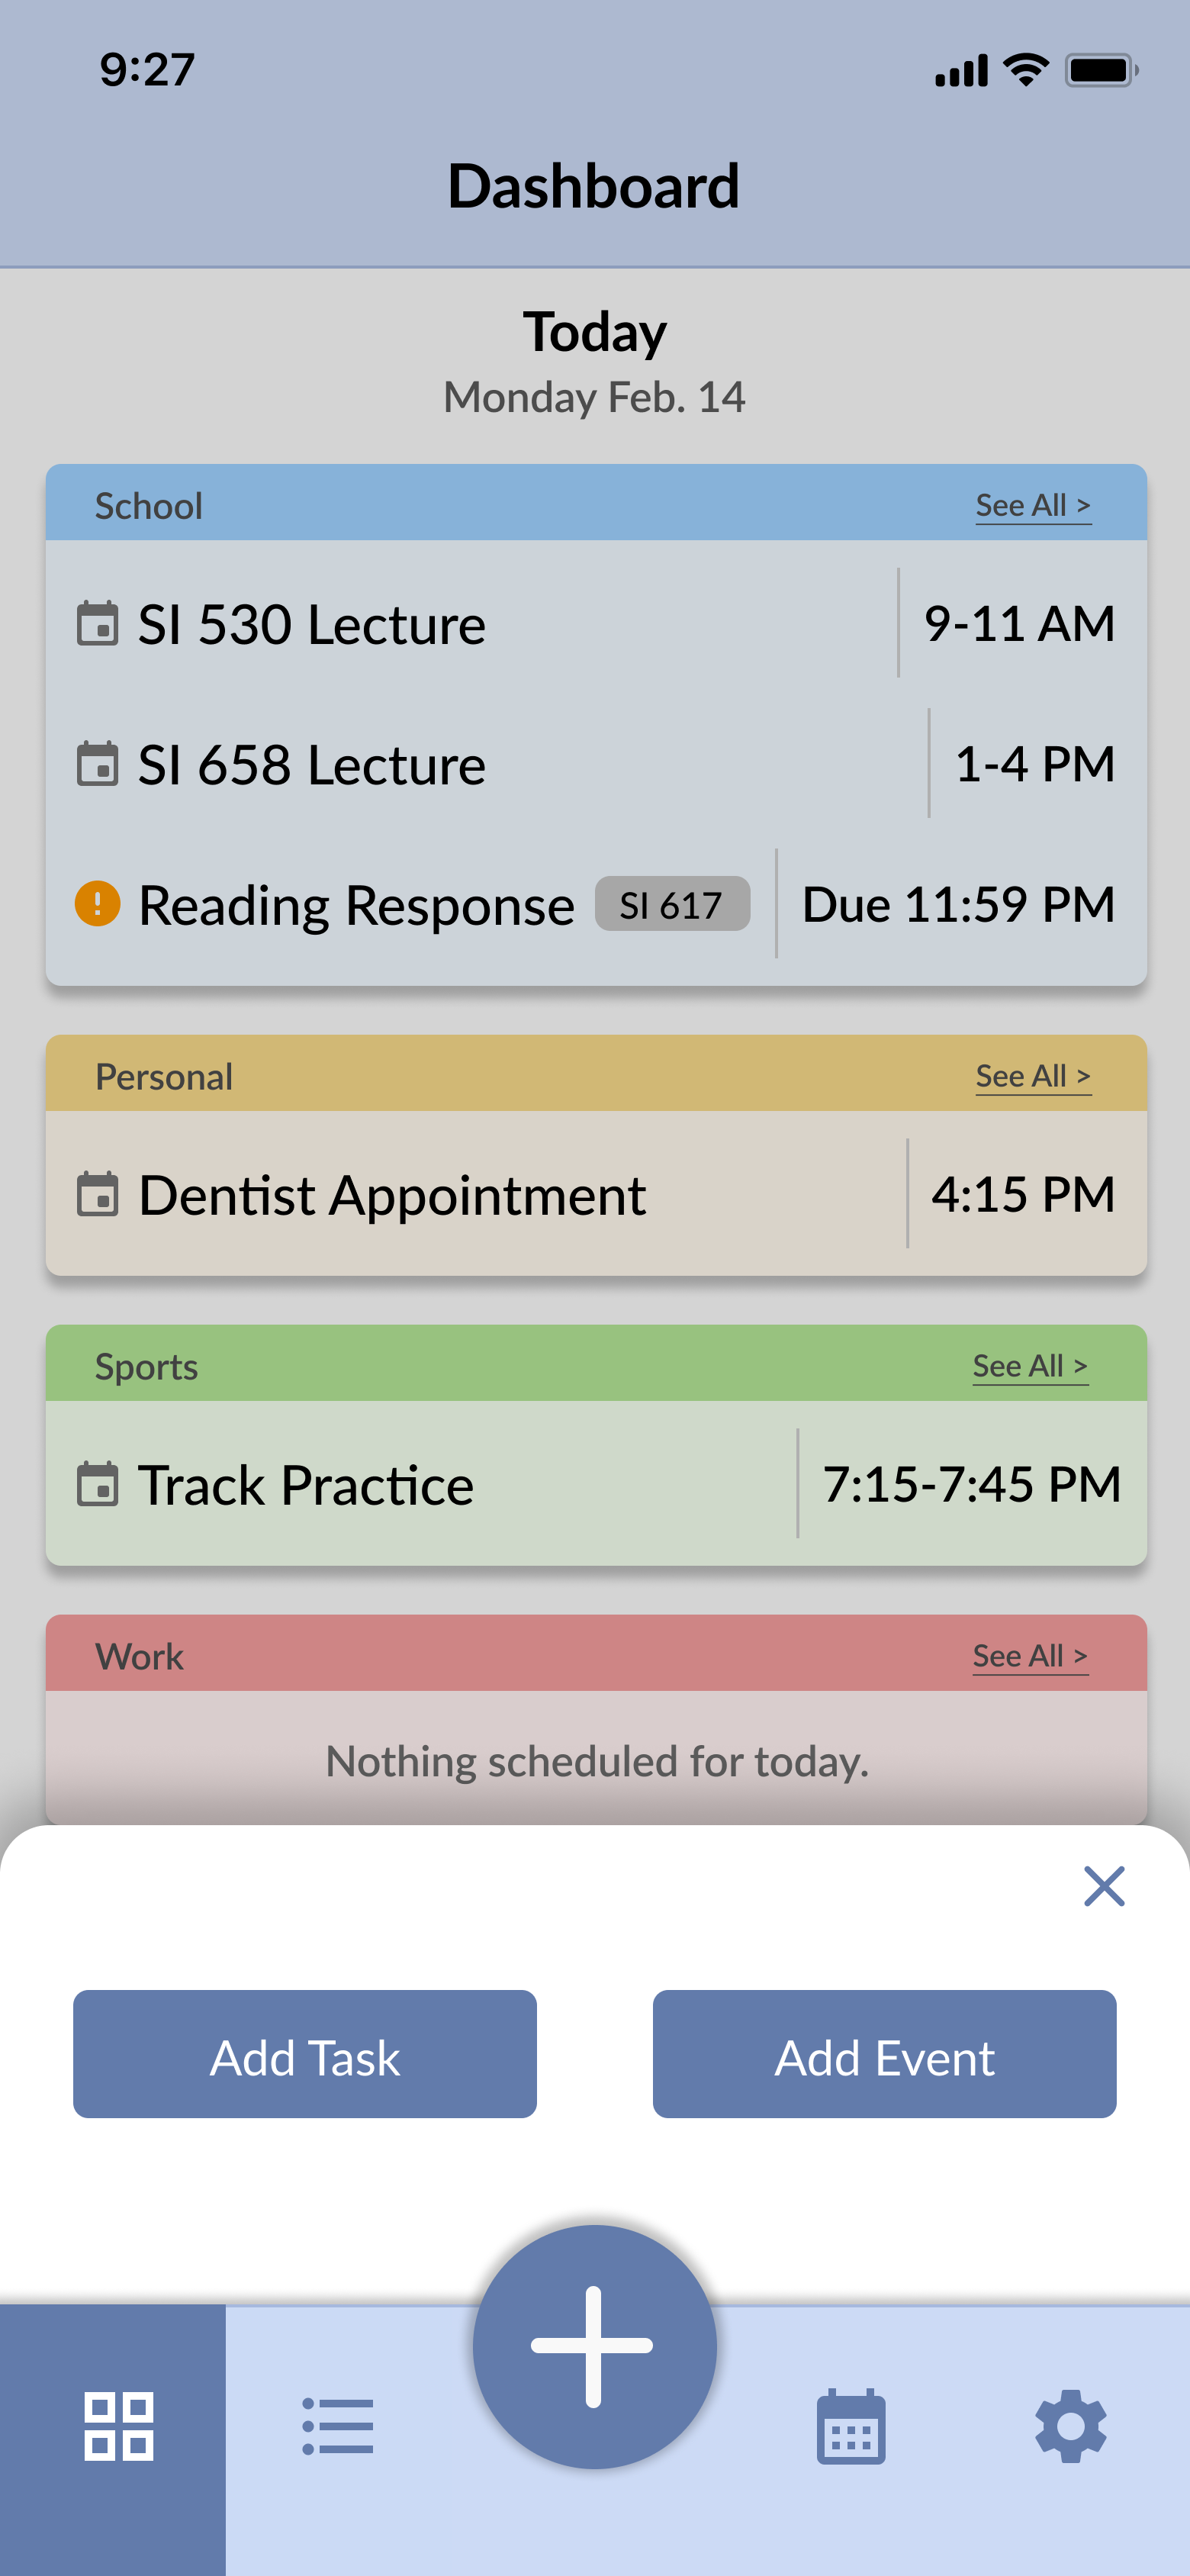 9:27
Dashboard
Today
Monday Feb. 14
School See All >
SI 530 Lecture 9-11 AM
SI 658 Lecture 1-4 PM
Reading Response SI 617 Due 11:59 PM
Personal See All >
Dentist Appointment 4:15 PM
Sports See All >
Track Practice 7:15-7:45 PM
Work See All >
Nothing scheduled for today.
Add Task Add Event